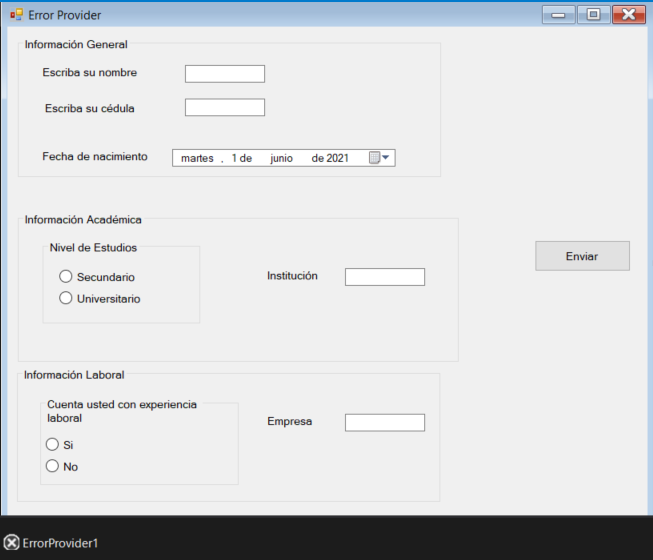 Error Provider
Información General
Escriba su nombre
Escriba su cédula
Fecha de nacimiento martes , 1 de junio de 2021
Información Académica
Nivel de Estudios
Secundario
Universitario
Institución
Enviar
Información Laboral
Cuenta usted con experiencia
laboral
Si
No
Empresa
ErrorProvider1